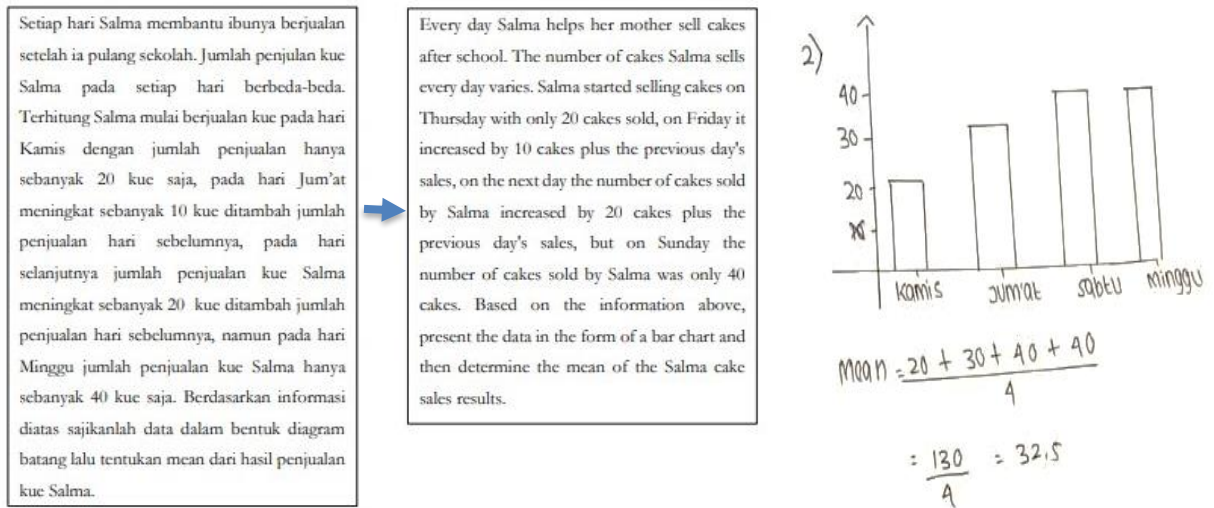 Setiap hari Salma membantu ibunya berjualan
setelah ia pulang sekolah. Jumlah penjulan kue
Salma pada setiap hari berbeda-beda.
Terhitung Salma mulai berjualan kue pada hari
Kamis dengan jumlah penjualan hanya
sebanyak 20 kue saja, pada hari Jum'at
meningkat sebanyak 10 kue ditambah jumlah
penjualan hari sebelumnya, pada hari
selanjutnya jumlah penjualan kue Salma
meningkat sebanyak 20 kue ditambah jumlah
penjualan hari sebelumnya, namun pada hari
Minggu jumlah penjualan kue Salma hanya
sebanyak 40 kue saja. Berdasarkan informasi
diatas sajikanlah data dalam bentuk diagram
batang lalu tentukan mean dari hasil penjualan
kue Salma.
Every day Salma helps her mother sell cakes
after school. The number of cakes Salma sells
every day varies. Salma started selling cakes on
Thursday with only 20 cakes sold, on Friday it
increased by 10 cakes plus the previous day's
sales, on the next day the number of cakes sold
by Salma increased by 20 cakes plus the
previous day's sales, but on Sunday the
number of cakes sold by Salma was only 40
cakes. Based on the information above,
present the data in the form of a bar chart and
then determine the mean of the Salma cake
sales results.
2)
40
30
20
Kamis Jum'at sabtu minggu
Mean = 20 + 30 + 40 + 40
4
= 130 = 32,5
4